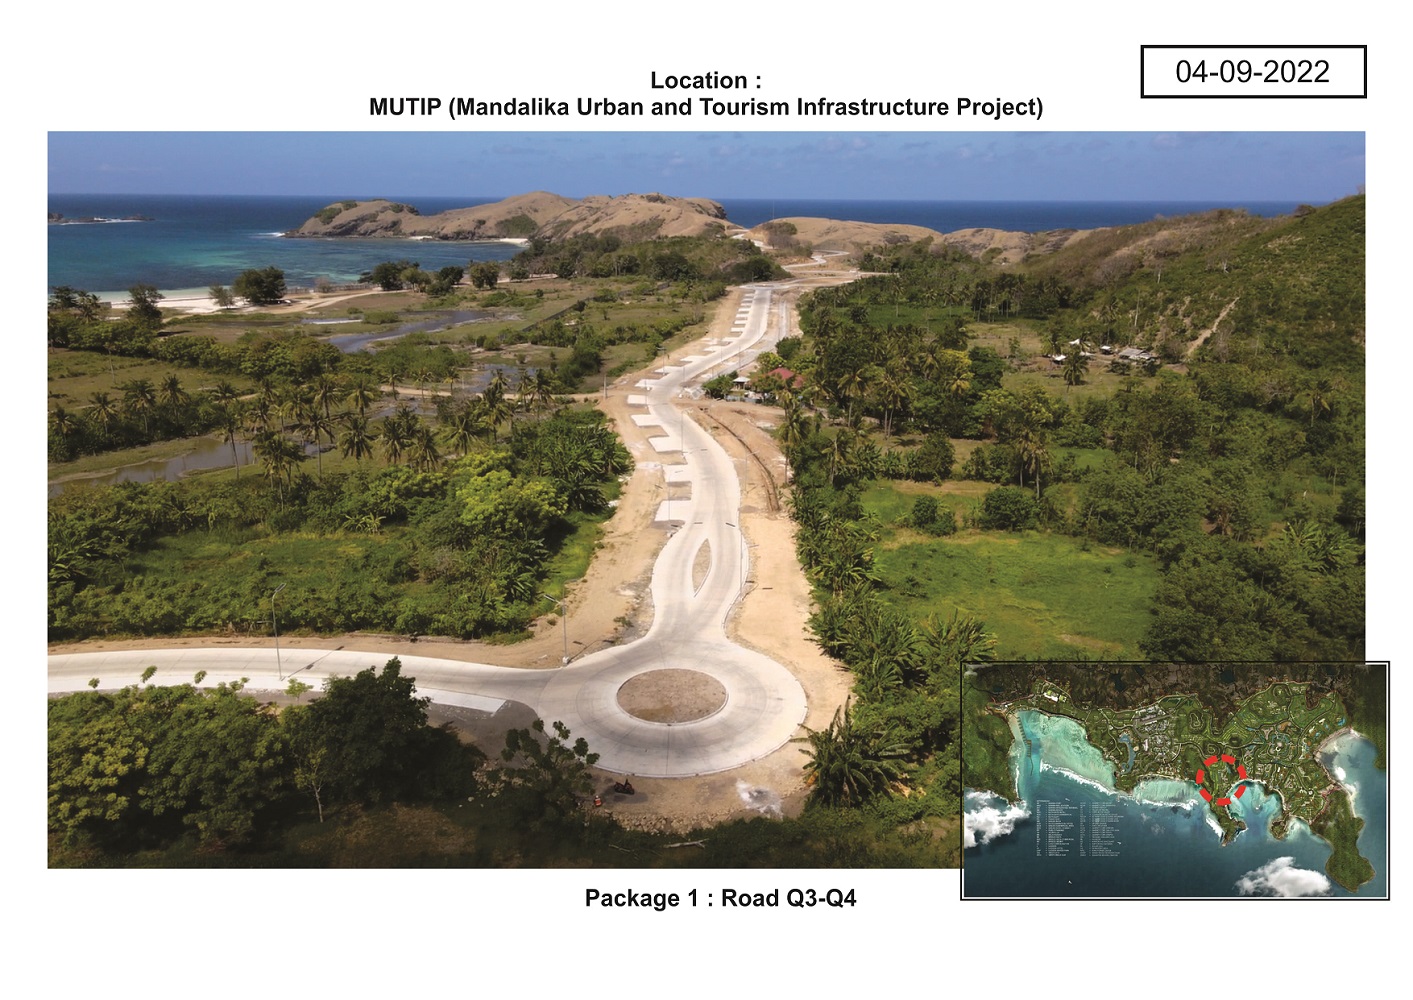 04-09-2022
Location :
MUTIP (Mandalika Urban and Tourism Infrastructure Project)
Package 1 : Road Q3-Q4